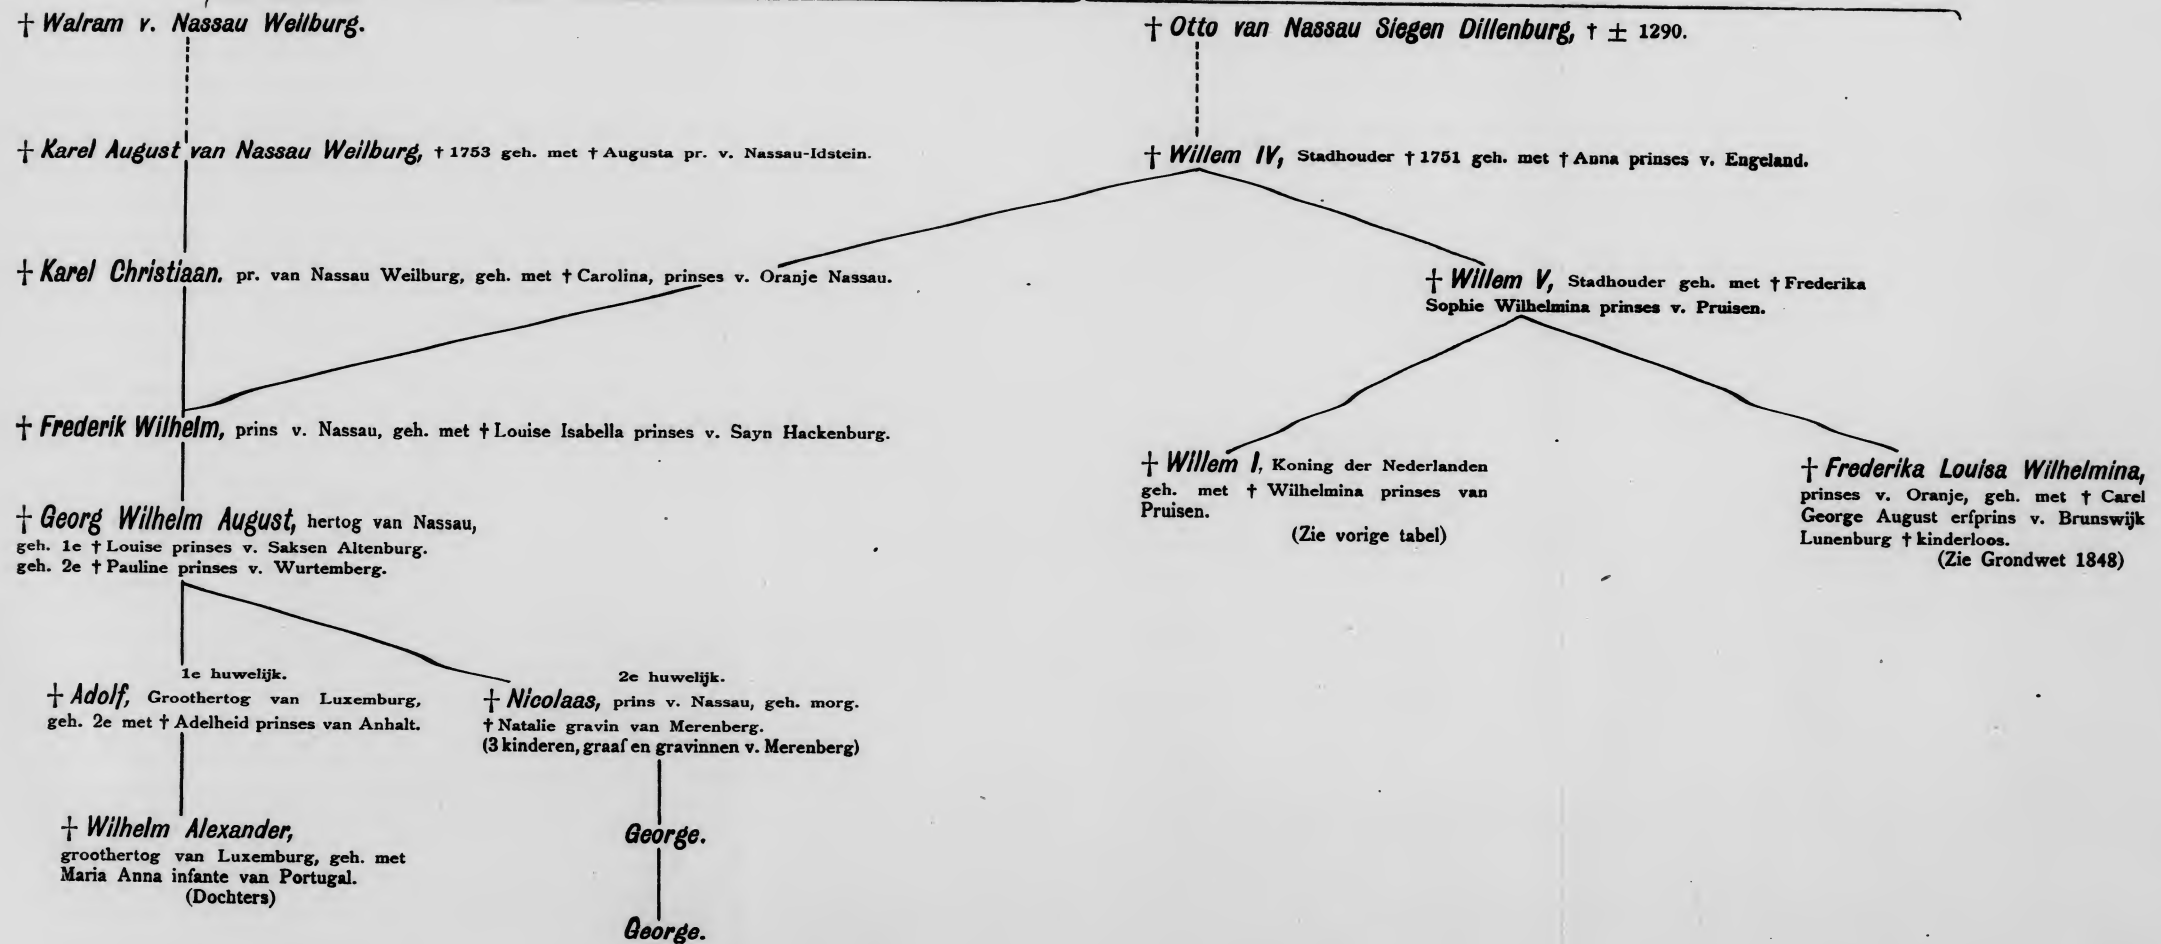 † Walram v. Nassau Weilburg.
† Otto van Nassau Siegen Dillenburg, † ± 1290.
† Karel August van Nassau Weilburg, † 1753 geh. met † Augusta pr. v. Nassau-Idstein.
† Willem IV, Stadhouder † 1751 geh. met † Anna prinses v. Engeland.
† Karel Christiaan. pr. van Nassau Weilburg, geh. met † Carolina, prinses v. Oranje Nassau.
† Willem V, Stadhouder geh. met † Frederika
Sophie Wilhelmina prinses v. Pruisen.
† Frederik Wilhelm, prins v. Nassau, geh. met † Louise Isabella prinses v. Sayn Hackenburg.
† Willem I, Koning der Nederlanden
geh. met † Wilhelmina prinses van
Pruisen.
(Zie vorige tabel)
† Frederika Louisa Wilhelmina,
prinses v. Oranje, geh. met † Carel
George August erfprins v. Brunswijk
Lunenburg † kinderloos.
(Zie Grondwet 1848)
† Georg Wilhelm August, hertog van Nassau,
geh. 1e † Louise prinses v. Saksen Altenburg.
geh. 2e † Pauline prinses v. Wurtemberg.
1e huwelijk.
† Adolf, Groothertog van Luxemburg,
geh. 2e met † Adelheid prinses van Anhalt.
2e huwelijk.
† Nicolaas, prins v. Nassau, geh. morg.
† Natalie gravin van Merenberg.
(3 kinderen, graaf en gravinnen v. Merenberg)
† Wilhelm Alexander,
groothertog van Luxemburg, geh. met
Maria Anna infante van Portugal.
(Dochters)
George.
George.